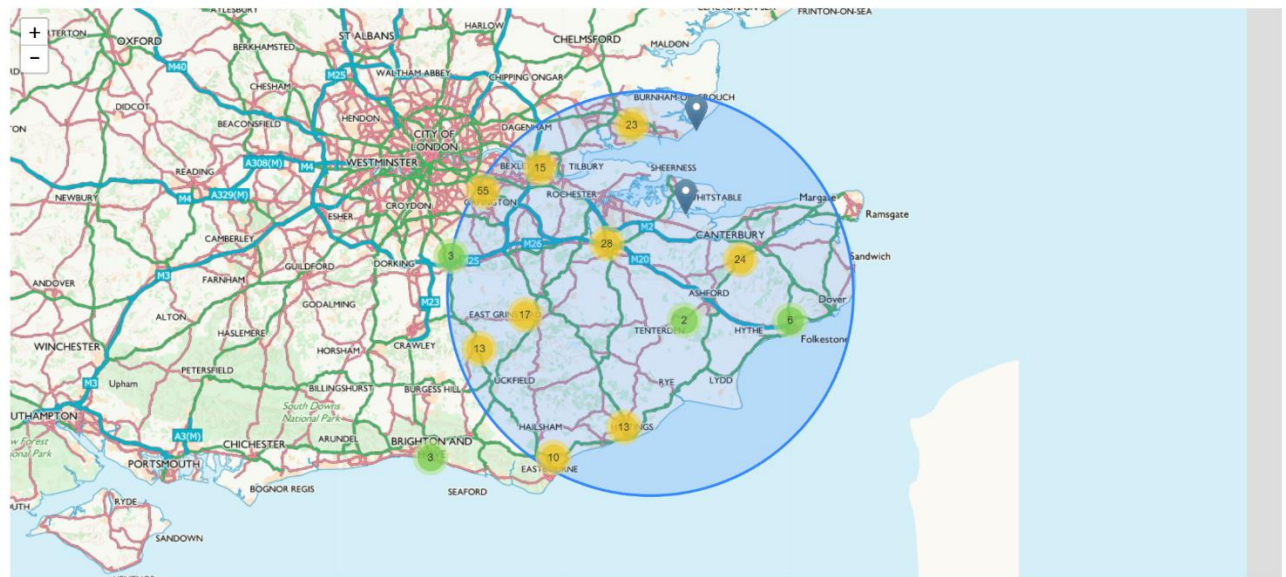 AYLESBURY
FRINTON-ON-SEA
+
-
OXFORD
ST ALBANS
HARLOW
CHELMSFORD
MALDON
BERKHAMSTED
M40
M25
WALTHAM ABBEY
CHIPPING ONGAR
CHESHAM
DIDCOT
BEACONSFIELD
HENDON
CITY OF
LONDON
DAGENHAM
23
BURNHAM-ON-CROUCH
A308(M)
M4
WESTMINSTER
15
TILBURY
SHEERNESS
READING
M4
A329(M)
NEWBURY
CROYDON
55
ROCHESTER
Margate
Ramsgate
ESHER
CAMBERLEY
M3
GUILDFORD
DORKING
3
M26
28
M2
M20
CANTERBURY
24
Sandwich
ANDOVER
FARNHAM
GODALMING
M23
ASHFORD
Dover
ALTON
HASLEMERE
HORSHAM
CRAWLEY
17
TENTERDEN
2
HYTHE
6
Folkestone
WINCHESTER
13
M3
Upham
PETERSFIELD
BILLINGSHURST
BURGESS HILL
UCKFIELD
RYE
LYDD
South Downs
National Park
A3(M)
CHICHESTER
ARUNDEL
BRIGHTON AND
3
HAILSHAM
13
10
PORTSMOUTH
BOGNOR REGIS
SEAFORD
RYDE
SANDOWN